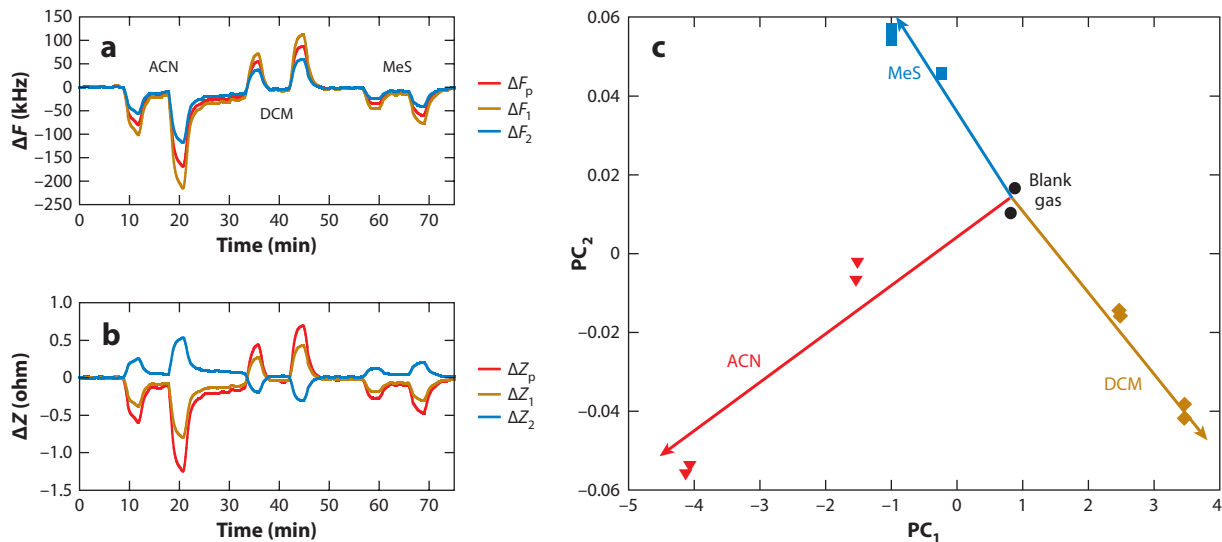 a
150
100
50
0
−50
−100
−150
−200
−250
ΔF (kHz)
ACN
DCM
MeS
0 10 20 30 40 50 60 70
Time (min)
ΔFp
ΔF1
ΔF2
b
1.0
0.5
0
−0.5
−1.0
−1.5
ΔZ (ohm)
0 10 20 30 40 50 60 70
Time (min)
ΔZp
ΔZ1
ΔZ2
c
0.06
0.04
0.02
0
−0.02
−0.04
−0.06
PC2
MeS
Blank
gas
ACN
DCM
−5 −4 −3 −2 −1 0 1 2 3 4
PC1